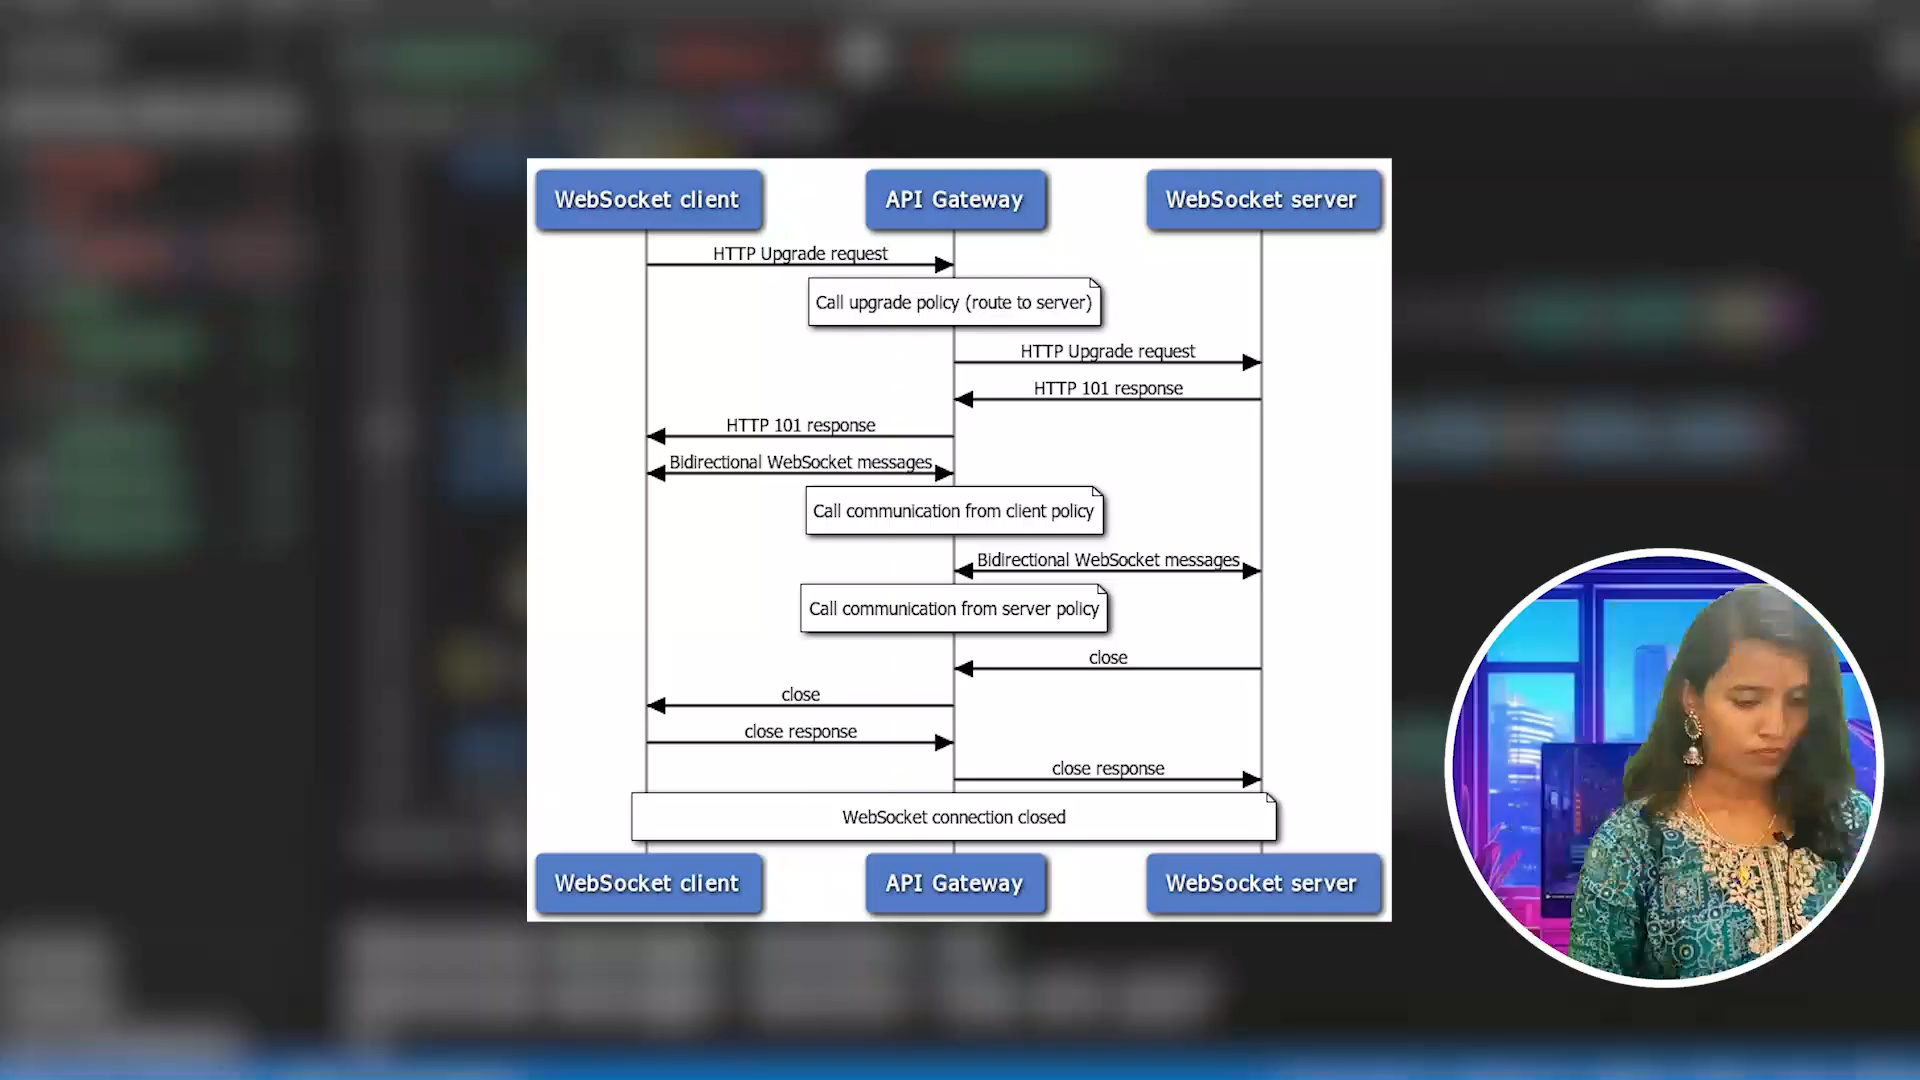 WebSocket client
API Gateway
WebSocket server
HTTP Upgrade request
Call upgrade policy (route to server)
HTTP Upgrade request
HTTP 101 response
HTTP 101 response
Bidirectional WebSocket messages
Call communication from client policy
Bidirectional WebSocket messages
Call communication from server policy
close
close
close response
close response
WebSocket connection closed
WebSocket client
API Gateway
WebSocket server